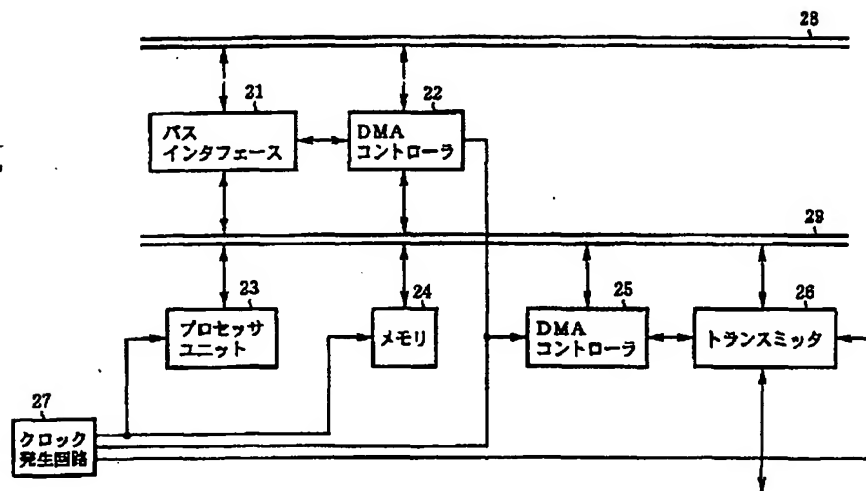 28
21
22
バス
インタフェース
DMA
コントローラ
29
23
24
25
26
プロセッサ
ユニット
メモリ
DMA
コントローラ
トランスミッタ
27
クロック
発生回路